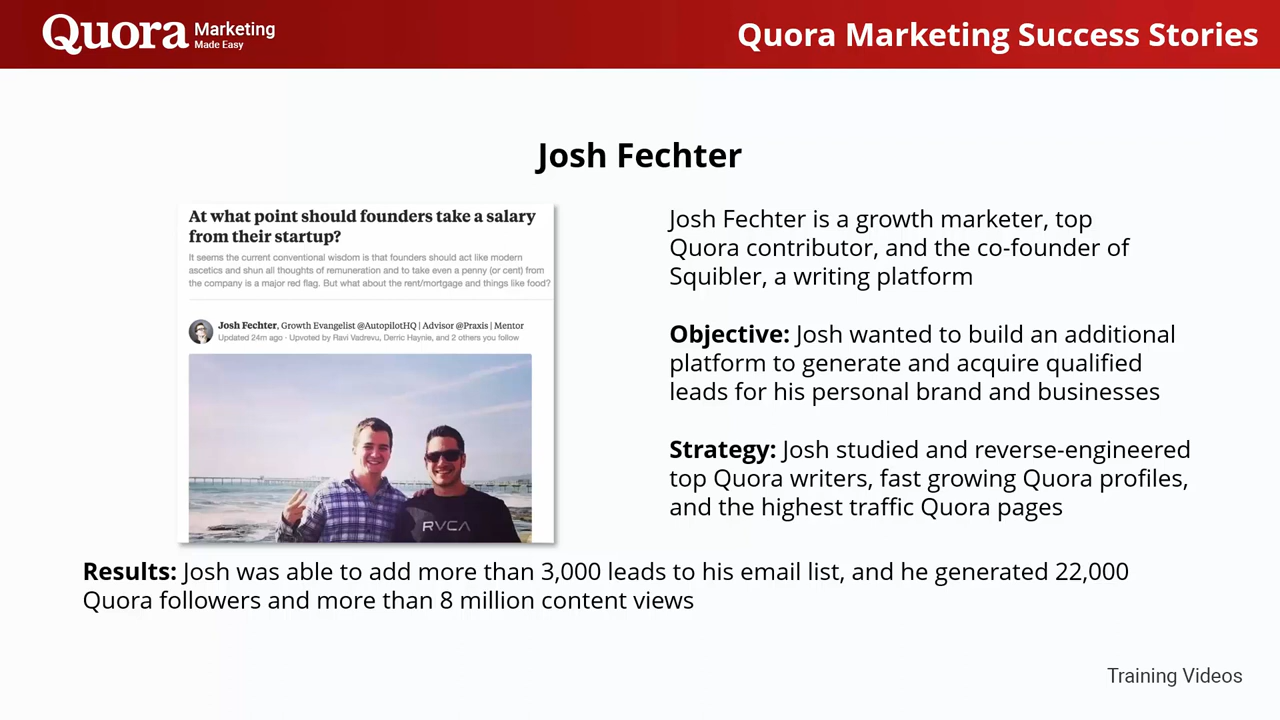 Quora Marketing
Made Easy
Quora Marketing Success Stories
Josh Fechter
At what point should founders take a salary
from their startup?
It seems the current conventional wisdom is that founders should act like modern
ascetics and shun all thoughts of remuneration and to take even a penny (or cent) from
the company is a major red flag. But what about the rent/mortgage and things like food?
Josh Fechter, Growth Evangelist @AutopilotHQ | Advisor @Praxis | Mentor
Updated 24m ago · Upvoted by Ravi Vadrevu, Derric Haynie, and 2 others you follow
RVCA
Josh Fechter is a growth marketer, top
Quora contributor, and the co-founder of
Squibler, a writing platform
Objective: Josh wanted to build an additional
platform to generate and acquire qualified
leads for his personal brand and businesses
Strategy: Josh studied and reverse-engineered
top Quora writers, fast growing Quora profiles,
and the highest traffic Quora pages
Results: Josh was able to add more than 3,000 leads to his email list, and he generated 22,000
Quora followers and more than 8 million content views
Training Videos